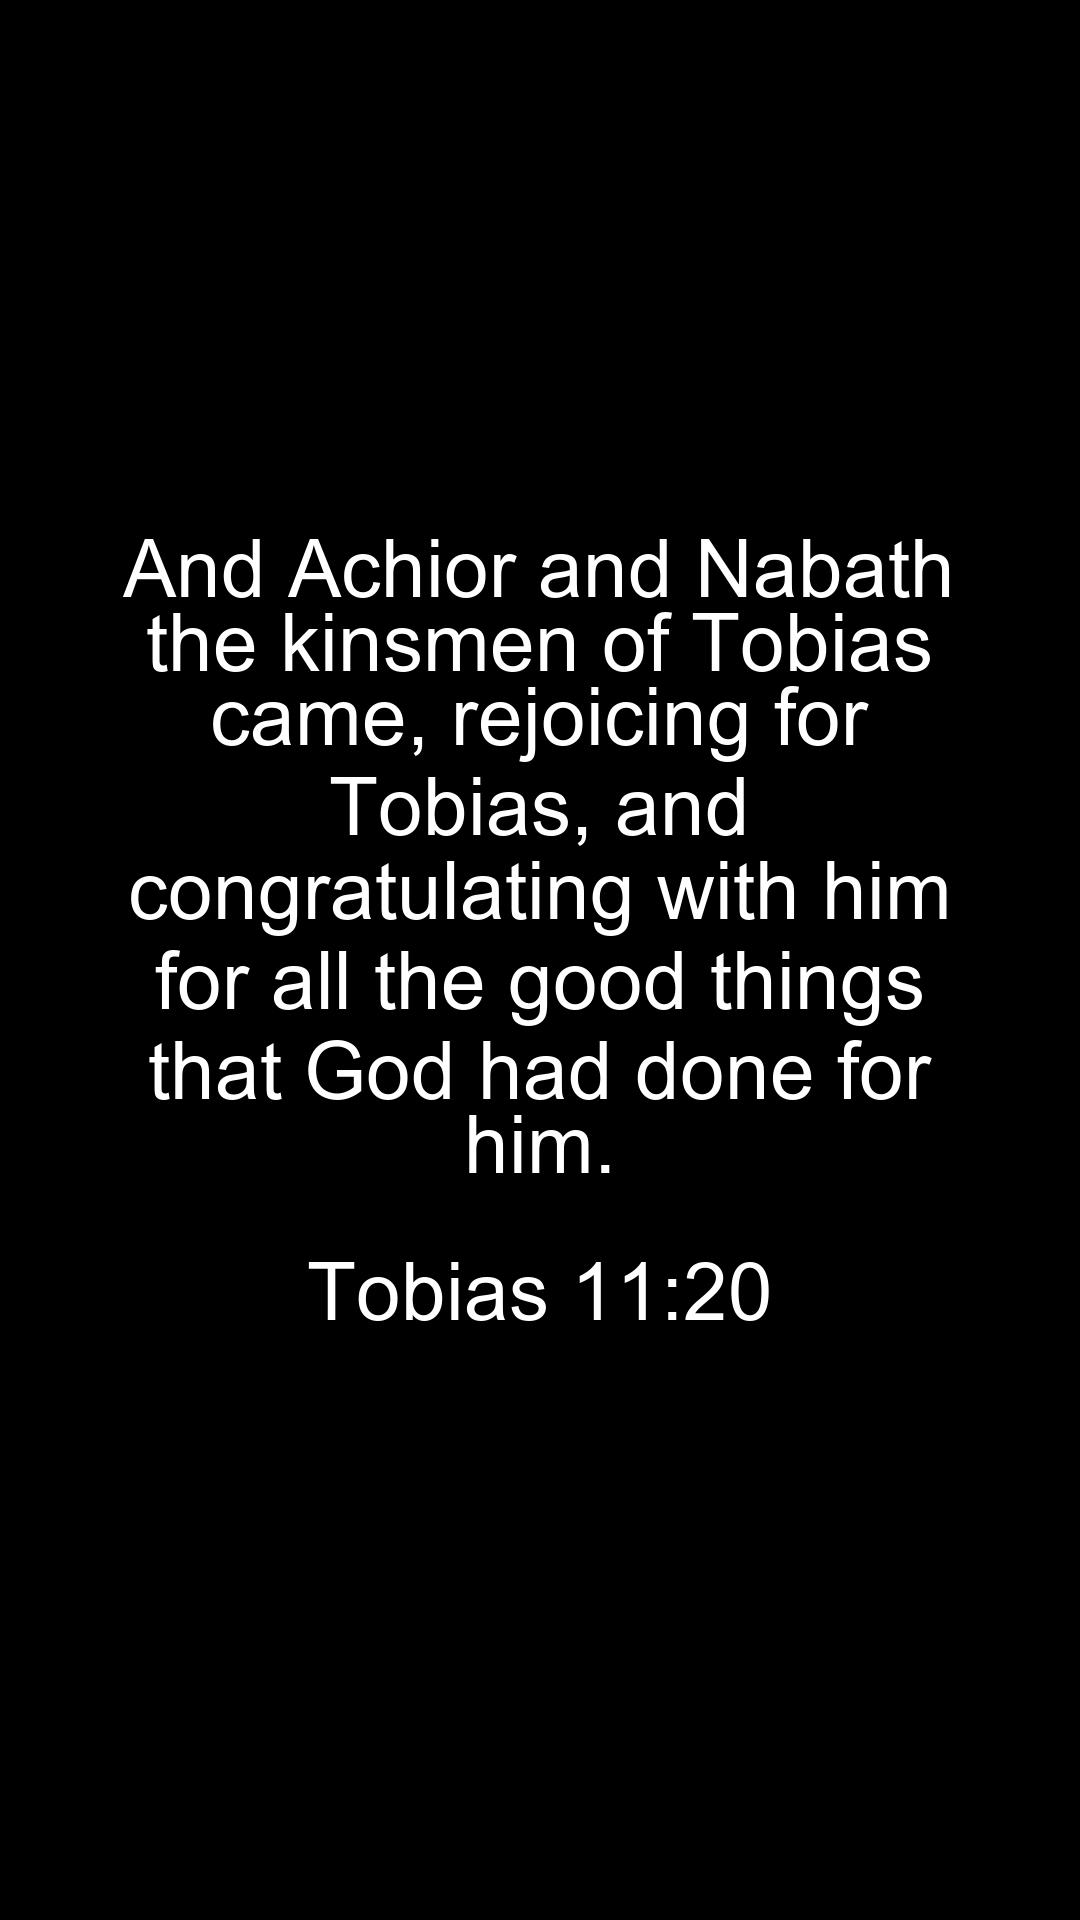 And Achior and Nabath
the kinsmen of Tobias
came, rejoicing for
Tobias, and
congratulating with him
for all the good things
that God had done for
him.
Tobias 11:20